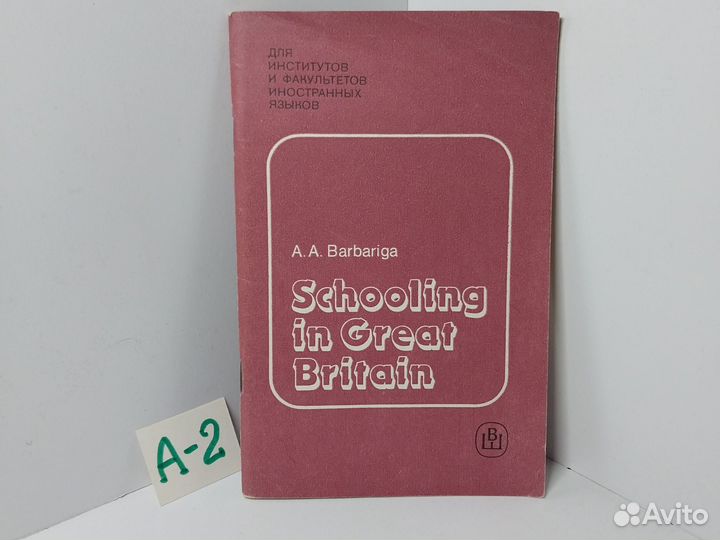 ДЛЯ
ИНСТИТУТОВ
И ФАКУЛЬТЕТОВ
ИНОСТРАННЫХ
ЯЗЫКОВ
A. A. Barbariga
Schooling
in Great
Britain
ВШ
A-2
Avito